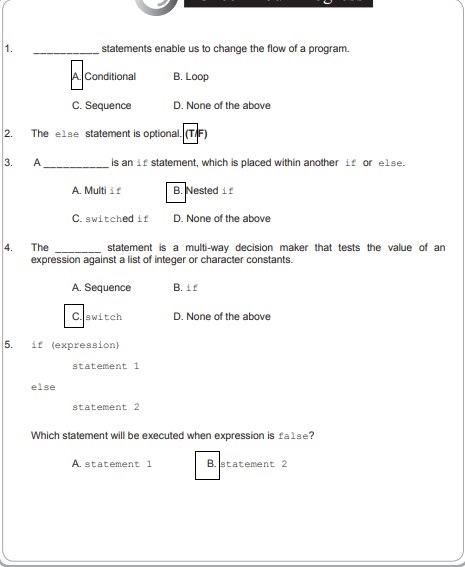 1. __________ statements enable us to change the flow of a program.
A. Conditional B. Loop
C. Sequence D. None of the above
2. The else statement is optional. (T/F)
3. A __________ is an if statement, which is placed within another if or else.
A. Multi if B. Nested if
C. switched if D. None of the above
4. The _______ statement is a multi-way decision maker that tests the value of an
expression against a list of integer or character constants.
A. Sequence B. if
C. switch D. None of the above
5. if (expression)
statement 1
else
statement 2
Which statement will be executed when expression is false?
A. statement 1 B. statement 2